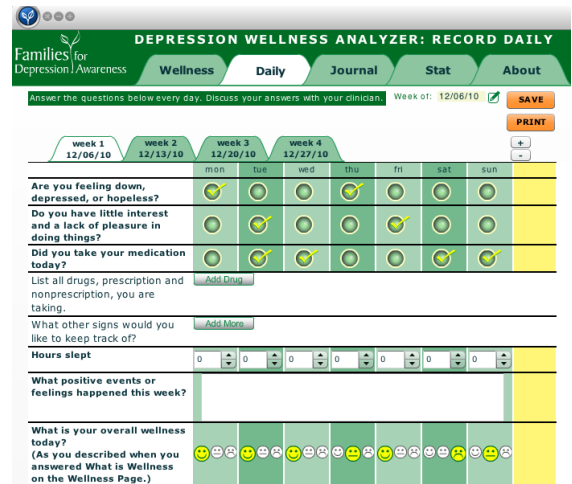 DEPRESSION WELLNESS ANALYZER: RECORD DAILY
Families for
Depression Awareness
Wellness Daily Journal Stat About
Answer the questions below every day. Discuss your answers with your clinician. Week of: 12/06/10 SAVE
PRINT
week 1 week 2 week 3 week 4 +
12/06/10 12/13/10 12/20/10 12/27/10 -
mon tue wed thu fri sat sun
Are you feeling down,
depressed, or hopeless?
Do you have little interest
and a lack of pleasure in
doing things?
Did you take your medication
today?
List all drugs, prescription and Add Drug
nonprescription, you are
taking.
What other signs would you Add More
like to keep track of?
Hours slept 0 0 0 0 0 0 0
What positive events or
feelings happened this week?
What is your overall wellness
today?
(As you described when you
answered What is Wellness
on the Wellness Page.)